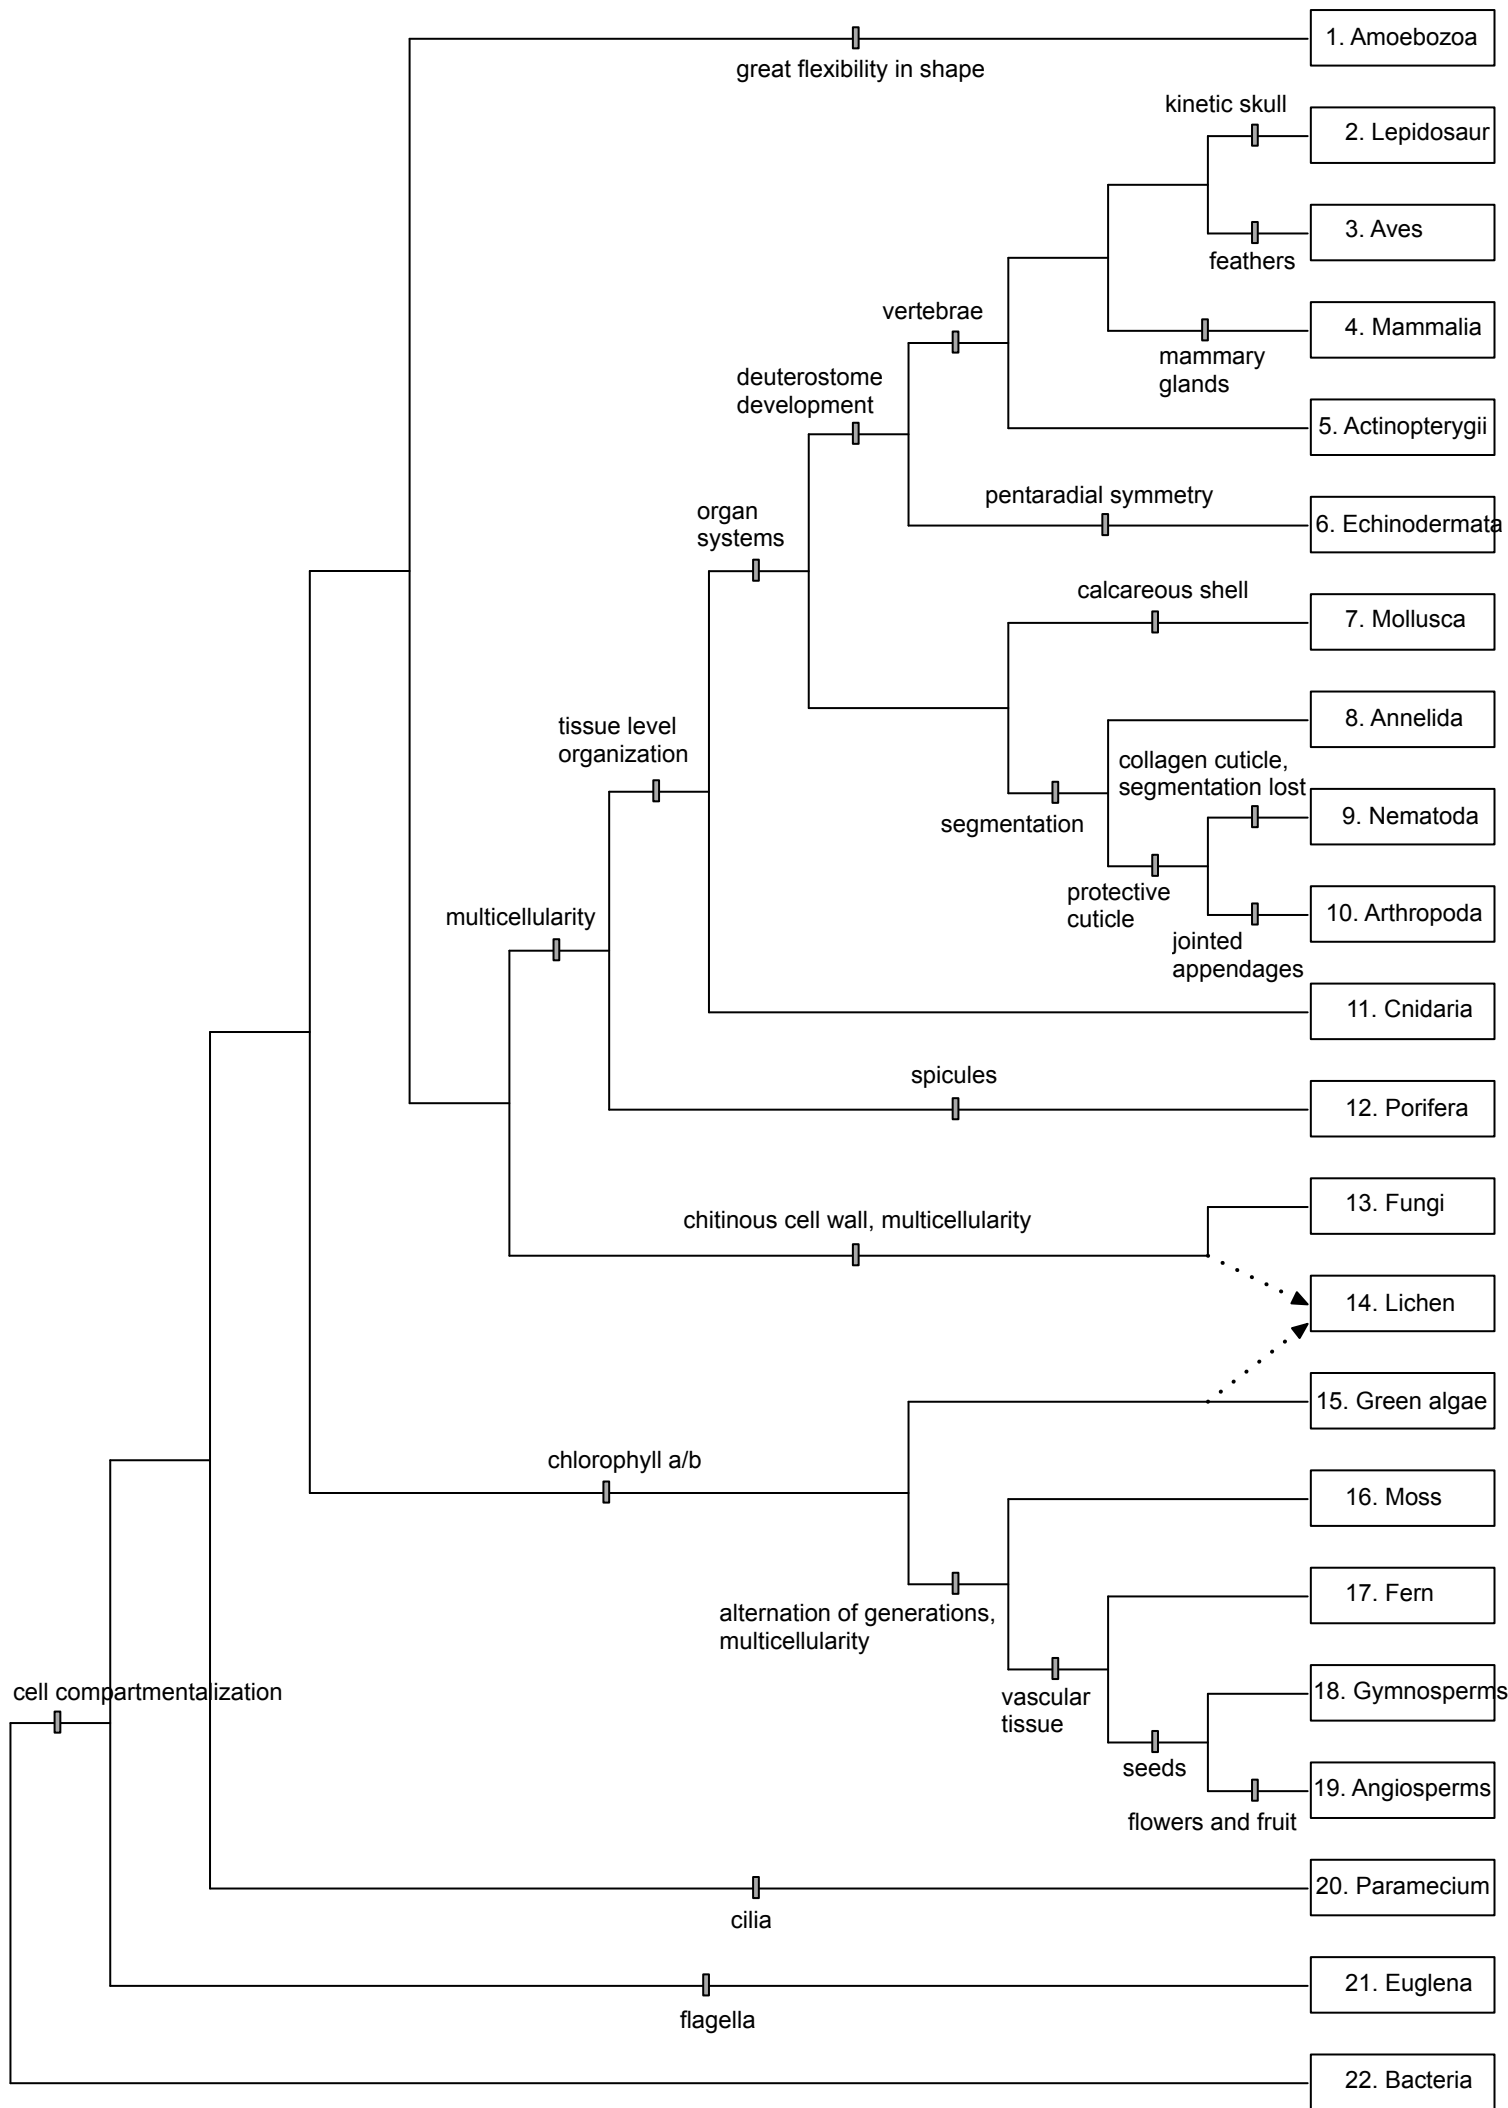 1. Amoebozoa
great flexibility in shape
kinetic skull
2. Lepidosaur
3. Aves
feathers
vertebrae
4. Mammalia
mammary
glands
deuterostome
development
5. Actinopterygii
pentaradial symmetry
6. Echinodermata
organ
systems
calcareous shell
7. Mollusca
8. Annelida
tissue level
organization
collagen cuticle,
segmentation lost
9. Nematoda
segmentation
protective
cuticle
10. Arthropoda
jointed
appendages
multicellularity
11. Cnidaria
spicules
12. Porifera
13. Fungi
chitinous cell wall, multicellularity
14. Lichen
15. Green algae
chlorophyll a/b
16. Moss
17. Fern
alternation of generations,
multicellularity
cell compartmentalization
18. Gymnosperms
vascular
tissue
seeds
19. Angiosperms
flowers and fruit
20. Paramecium
cilia
21. Euglena
flagella
22. Bacteria